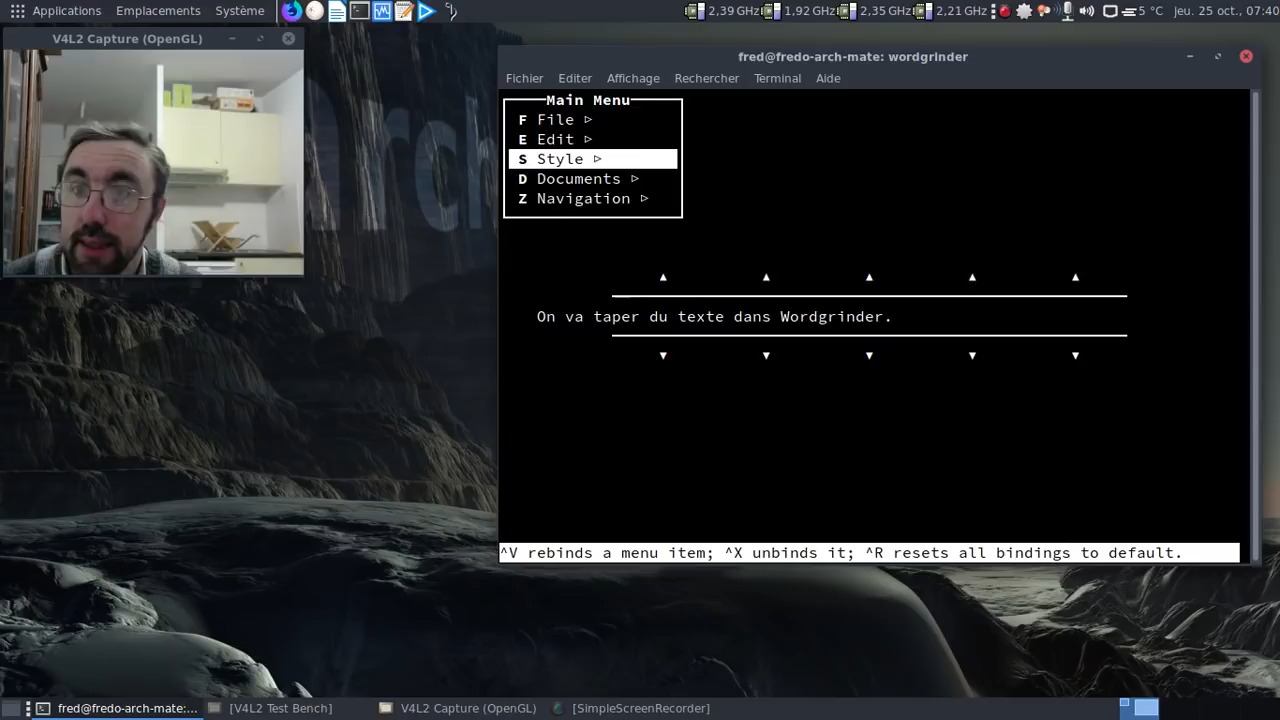 Applications Emplacements Système 2,39 GHz 1,92 GHz 2,35 GHz 2,21 GHz 5 °C jeu. 25 oct., 07:40
V4L2 Capture (OpenGL)
fred@fredo-arch-mate: wordgrinder
Fichier Editer Affichage Rechercher Terminal Aide
Main Menu
F File ▷
E Edit ▷
S Style ▷
D Documents ▷
Z Navigation ▷
arch
On va taper du texte dans Wordgrinder.
^V rebinds a menu item; ^X unbinds it; ^R resets all bindings to default.
fred@fredo-arch-mate:... [V4L2 Test Bench] V4L2 Capture (OpenGL) [SimpleScreenRecorder]